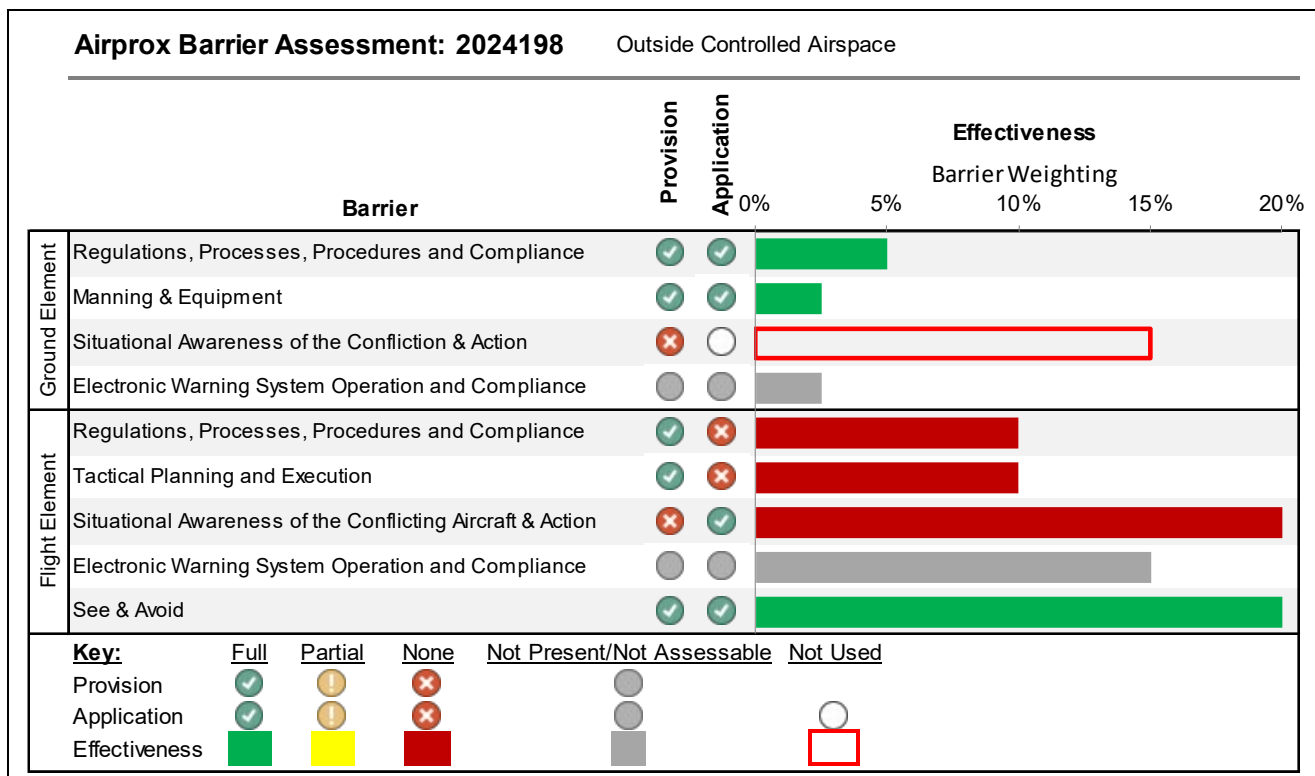 Airprox Barrier Assessment: 2024198 Outside Controlled Airspace
Barrier Provision Application Effectiveness
Barrier Weighting
0% 5% 10% 15% 20%
Ground Element
Regulations, Processes, Procedures and Compliance
Manning & Equipment
Situational Awareness of the Confliction & Action
Electronic Warning System Operation and Compliance
Flight Element
Regulations, Processes, Procedures and Compliance
Tactical Planning and Execution
Situational Awareness of the Conflicting Aircraft & Action
Electronic Warning System Operation and Compliance
See & Avoid
Key: Full Partial None Not Present/Not Assessable Not Used
Provision
Application
Effectiveness